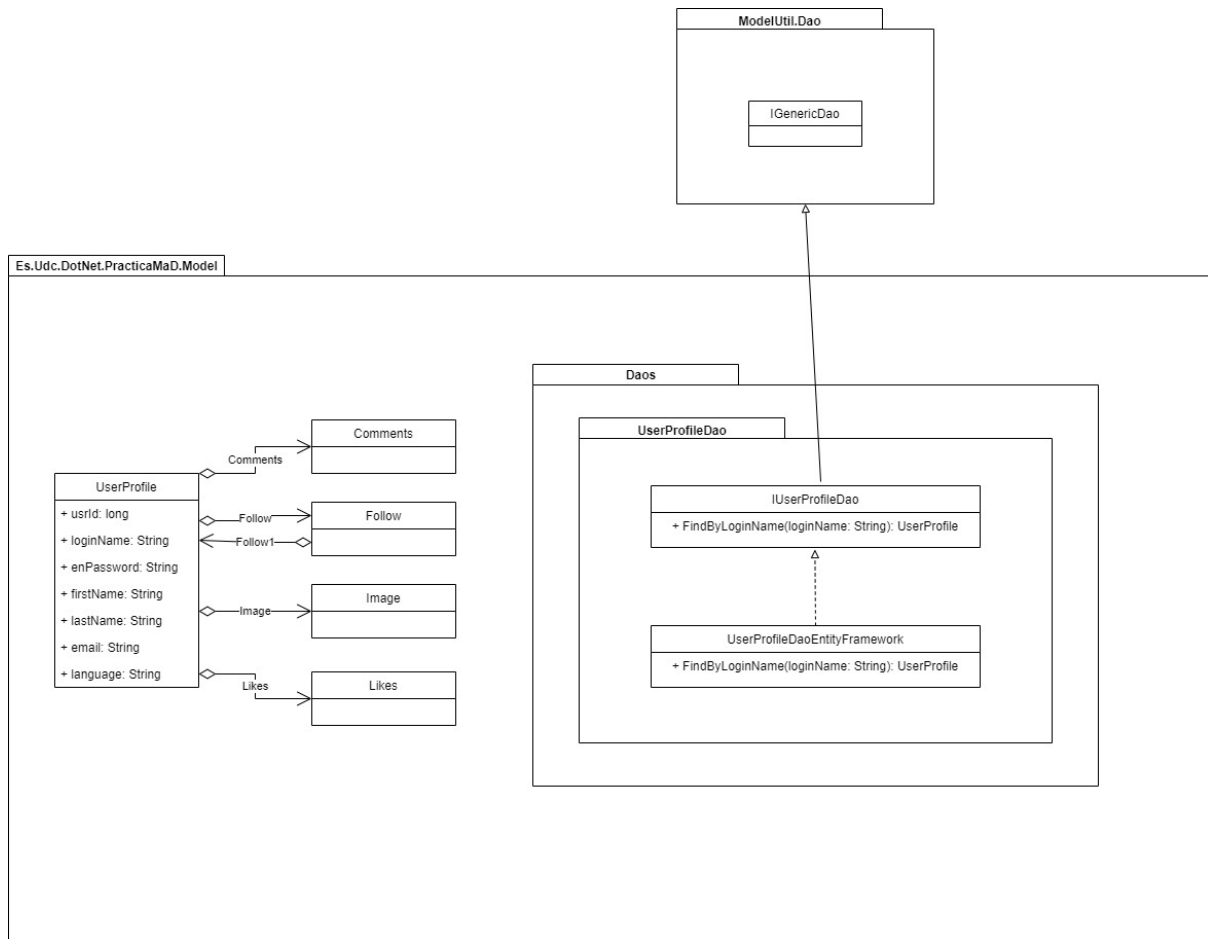 ModelUtil.Dao
IGenericDao
Es.Udc.DotNet.PracticaMaD.Model
Daos
UserProfileDao
Comments
Comments
UserProfile
+ usrId: long
+ loginName: String
+ enPassword: String
+ firstName: String
+ lastName: String
+ email: String
+ language: String
Follow
Follow
Follow1
Image
Image
Likes
Likes
IUserProfileDao
+ FindByLoginName(loginName: String): UserProfile
UserProfileDaoEntityFramework
+ FindByLoginName(loginName: String): UserProfile